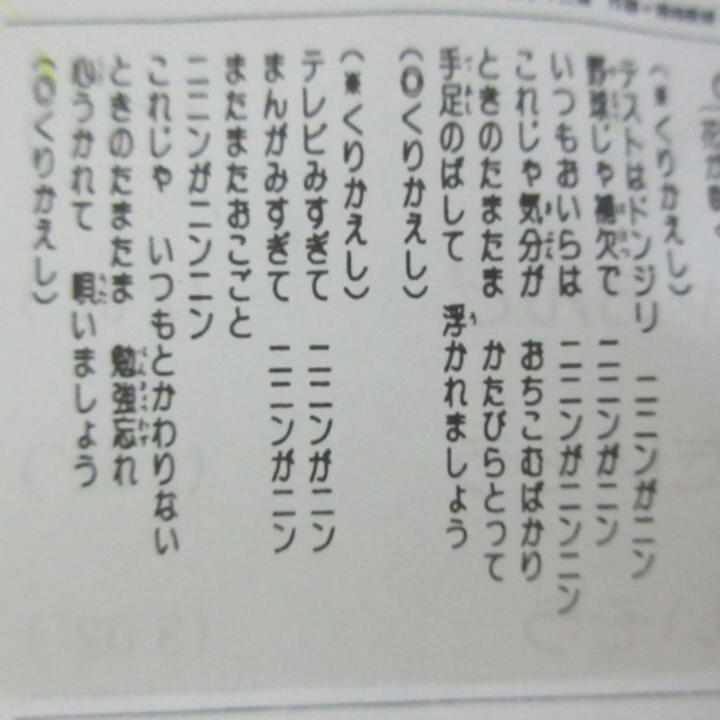 (※くりかえし)
テストはドンジリ　ニニンがニン
野球じゃ補欠で　ニニンがニン
いつもおいらは　ニニンがニンニン
これじゃ気分が　おちこむばかり
ときのたまたま　かたびらとって
手足のばして　浮かれましょう
(◎くりかえし)
(※くりかえし)
テレビみすぎて　ニニンがニン
まんがみすぎて　ニニンがニン
またまたおこごと
ニニンがニンニン
これじゃ　いつもとかわりない
ときのたまたま　勉強忘れ
心うかれて　唄いましょう
(◎くりかえし)